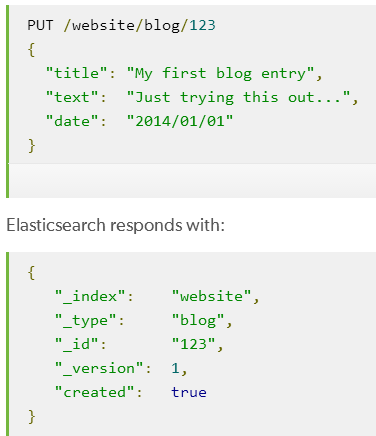 PUT /website/blog/123
{
  "title": "My first blog entry",
  "text":  "Just trying this out...",
  "date":  "2014/01/01"
}
Elasticsearch responds with:
{
   "_index":    "website",
   "_type":     "blog",
   "_id":       "123",
   "_version":  1,
   "created":   true
}